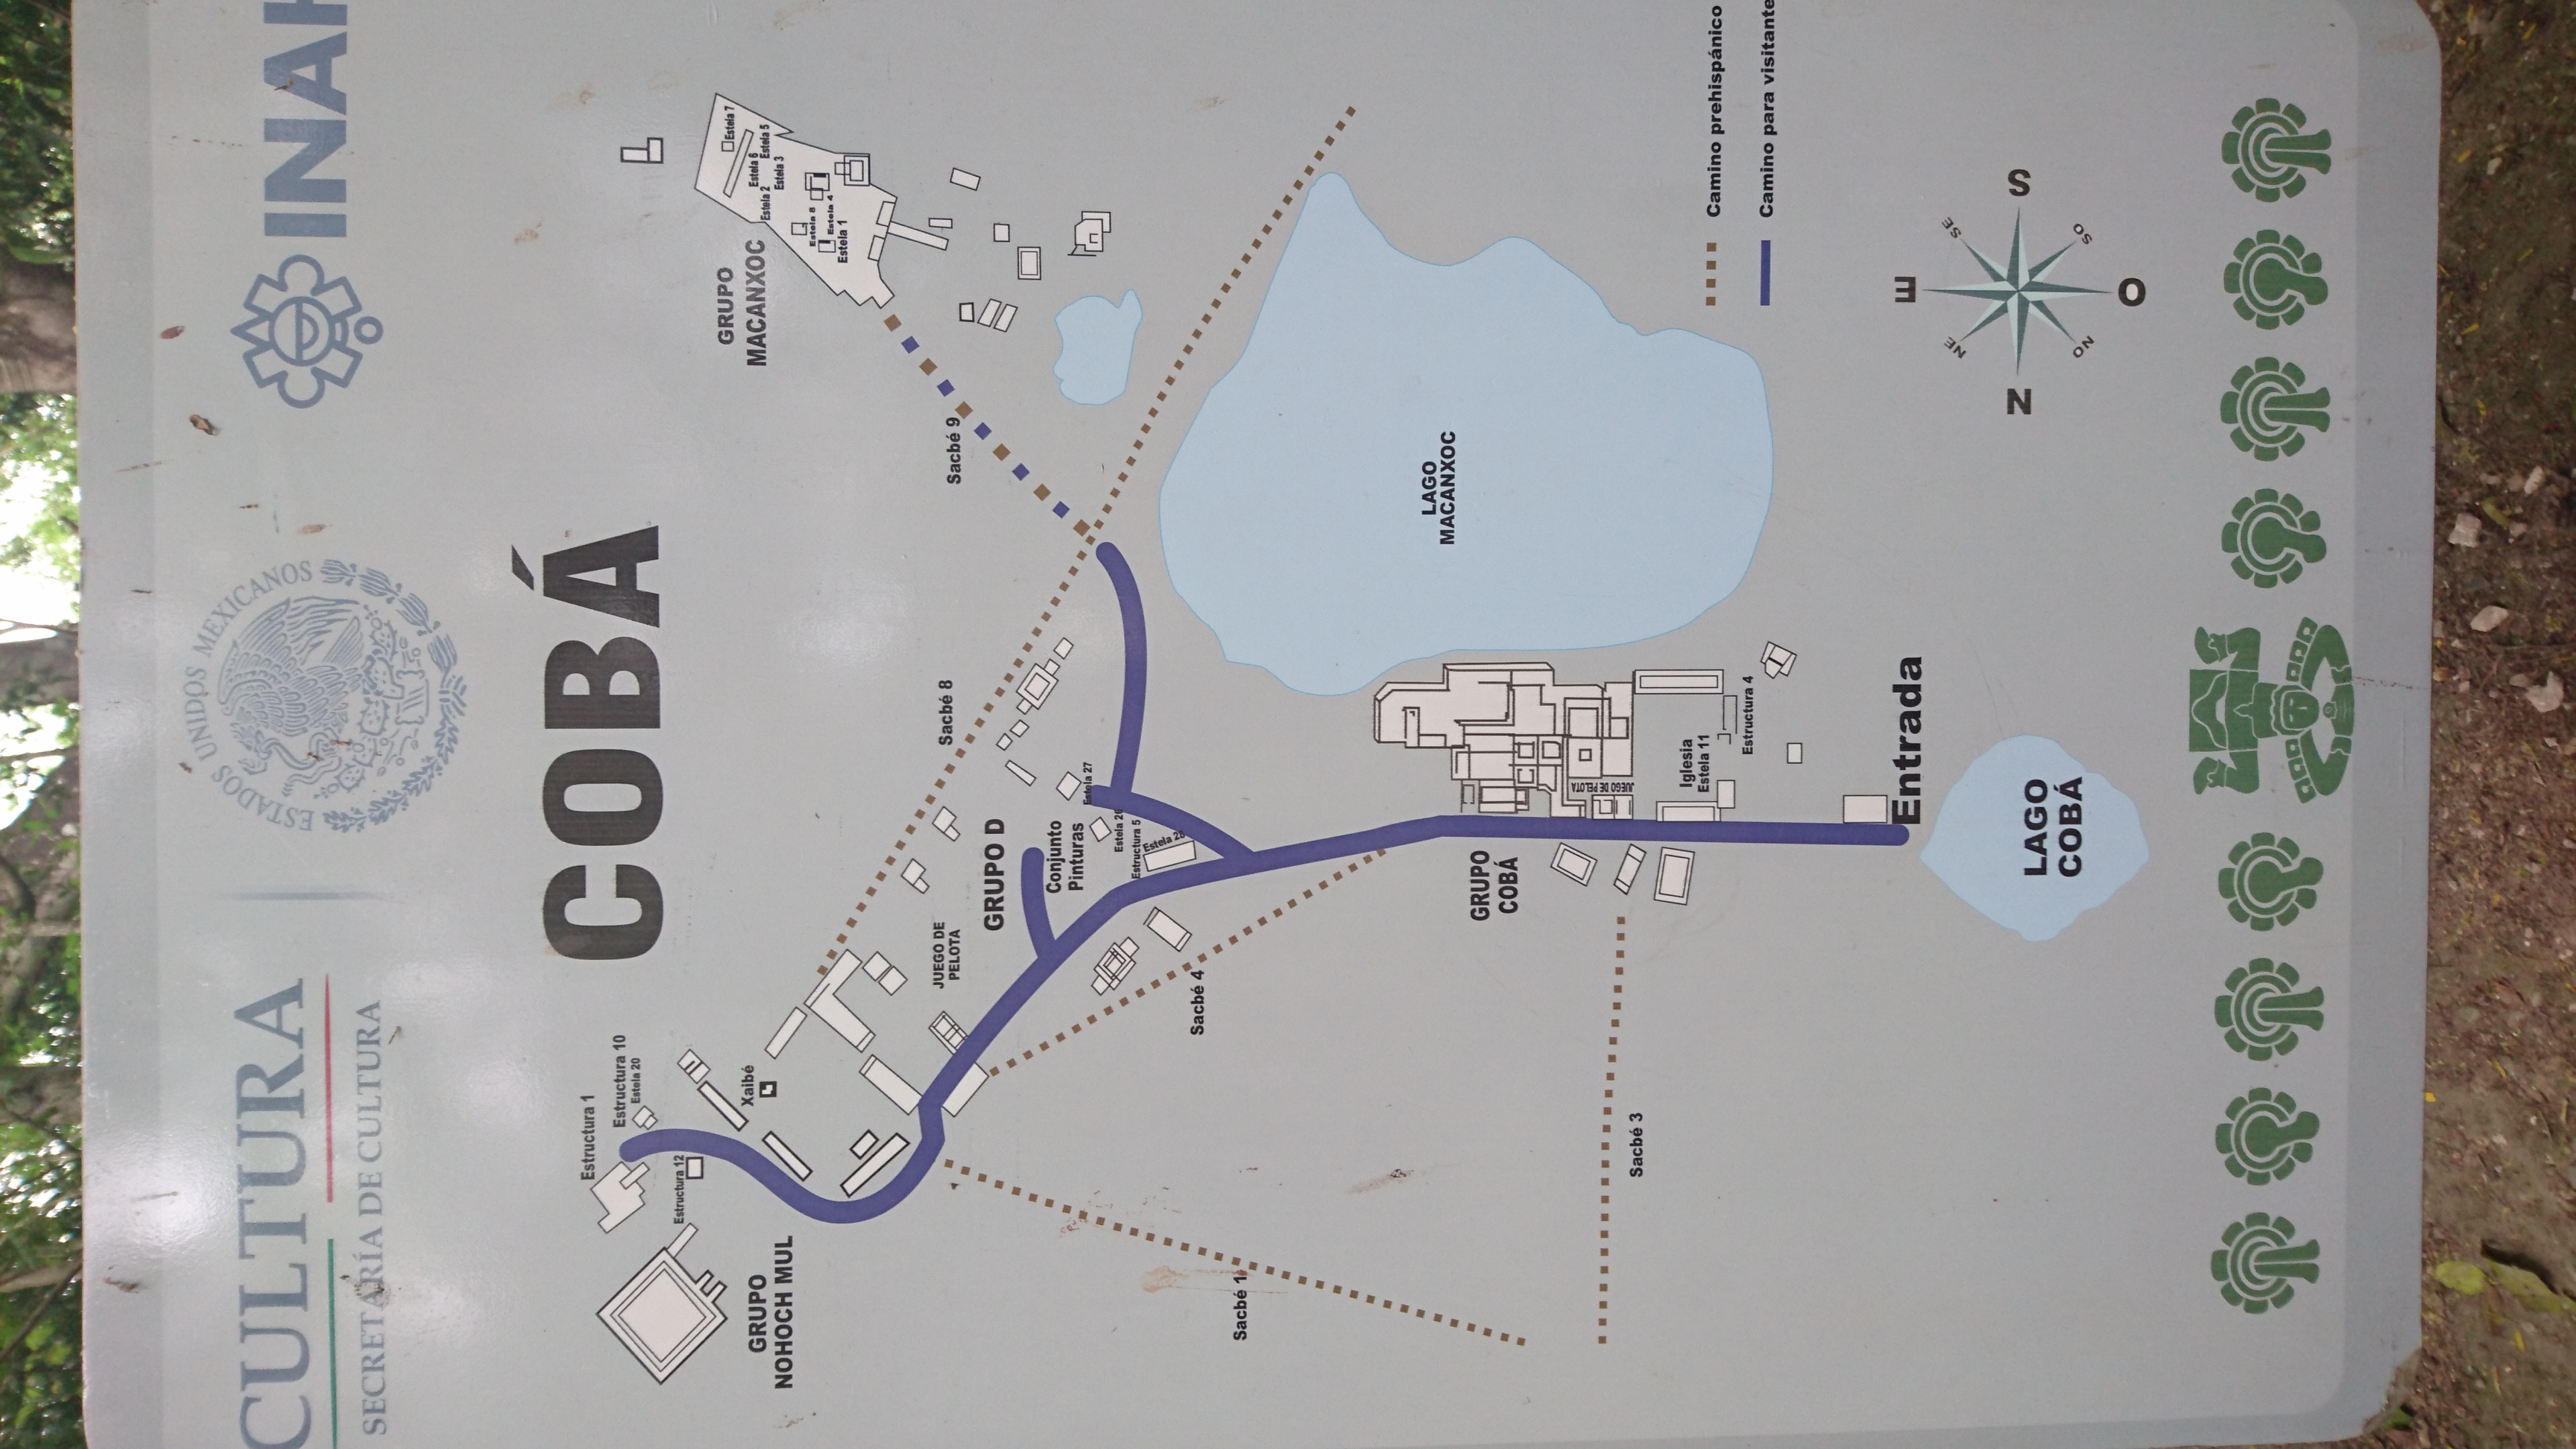 CULTURA
SECRETARÍA DE CULTURA
ESTADOS UNIDOS MEXICANOS
INAH
COBÁ
Estructura 1
Estructura 10
Estela 20
Estructura 12
Xaibé
GRUPO
NOHOCH MUL
GRUPO
MACANXOC
Estela 7
Estela 6
Estela 2
Estela 5
Estela 3
Estela 8
Estela 4
Estela 1
JUEGO DE
PELOTA
Sacbé 8
Sacbé 9
GRUPO D
Conjunto
Pinturas
Estela 27
Estela 26
Estructura 5
Estela 28
Sacbé 4
Sacbé 1
LAGO
MACANXOC
GRUPO
COBÁ
JUEGO DE PELOTA
Sacbé 3
Iglesia
Estela 11
Estructura 4
Camino prehispánico
Camino para visitante
Entrada
LAGO
COBÁ
E
NE
SE
N
S
ON
SO
O